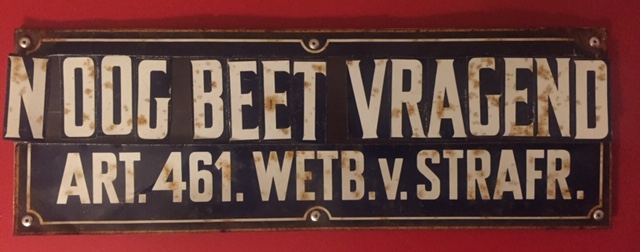 N OOG BEET VRAGEND
ART. 461. WETB. v. STRAFR.